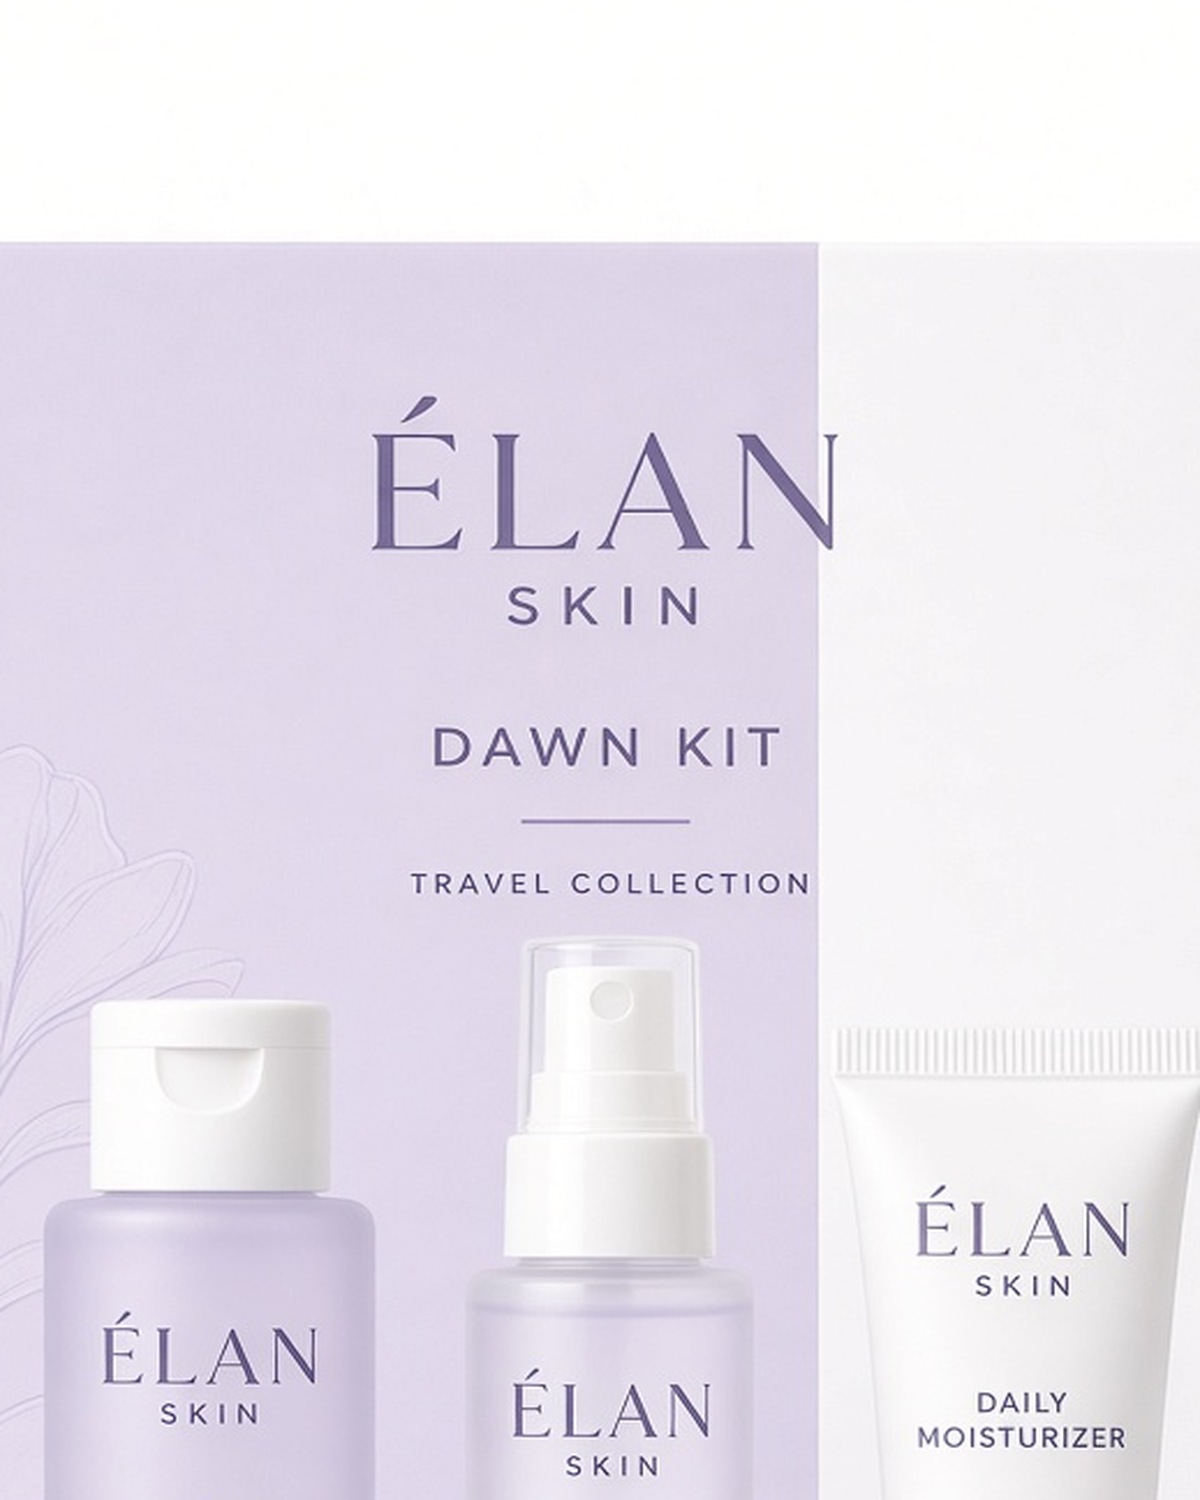 ÉLAN
SKIN
DAWN KIT
TRAVEL COLLECTION
ÉLAN
SKIN
ÉLAN
SKIN
ÉLAN
SKIN
DAILY
MOISTURIZER